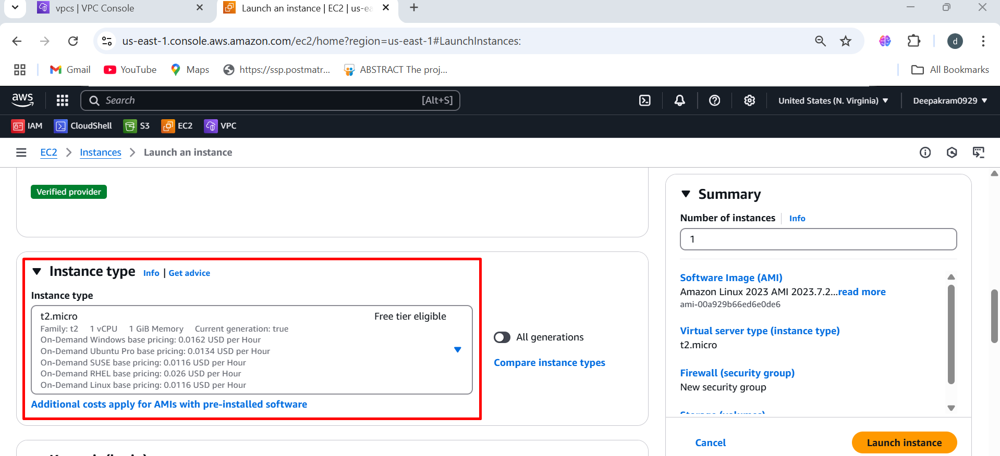 vpcs | VPC Console
Launch an instance | EC2 | us-ea
us-east-1.console.aws.amazon.com/ec2/home?region=us-east-1#LaunchInstances:
d
Gmail
YouTube
Maps
https://ssp.postmatr...
ABSTRACT The proj...
All Bookmarks
aws
Search
[Alt+S]
United States (N. Virginia)
Deepakram0929
IAM
CloudShell
S3
EC2
VPC
EC2
Instances
Launch an instance
Verified provider
Instance type
Info
| Get advice
Instance type
t2.micro
Free tier eligible
Family: t2 1 vCPU 1 GiB Memory Current generation: true
On-Demand Windows base pricing: 0.0162 USD per Hour
On-Demand Ubuntu Pro base pricing: 0.0134 USD per Hour
On-Demand SUSE base pricing: 0.0116 USD per Hour
On-Demand RHEL base pricing: 0.026 USD per Hour
On-Demand Linux base pricing: 0.0116 USD per Hour
Additional costs apply for AMIs with pre-installed software
All generations
Compare instance types
Summary
Number of instances
Info
1
Software Image (AMI)
Amazon Linux 2023 AMI 2023.7.2...read more
ami-00a929b66ed6e0de6
Virtual server type (instance type)
t2.micro
Firewall (security group)
New security group
Storage (volumes)
Cancel
Launch instance